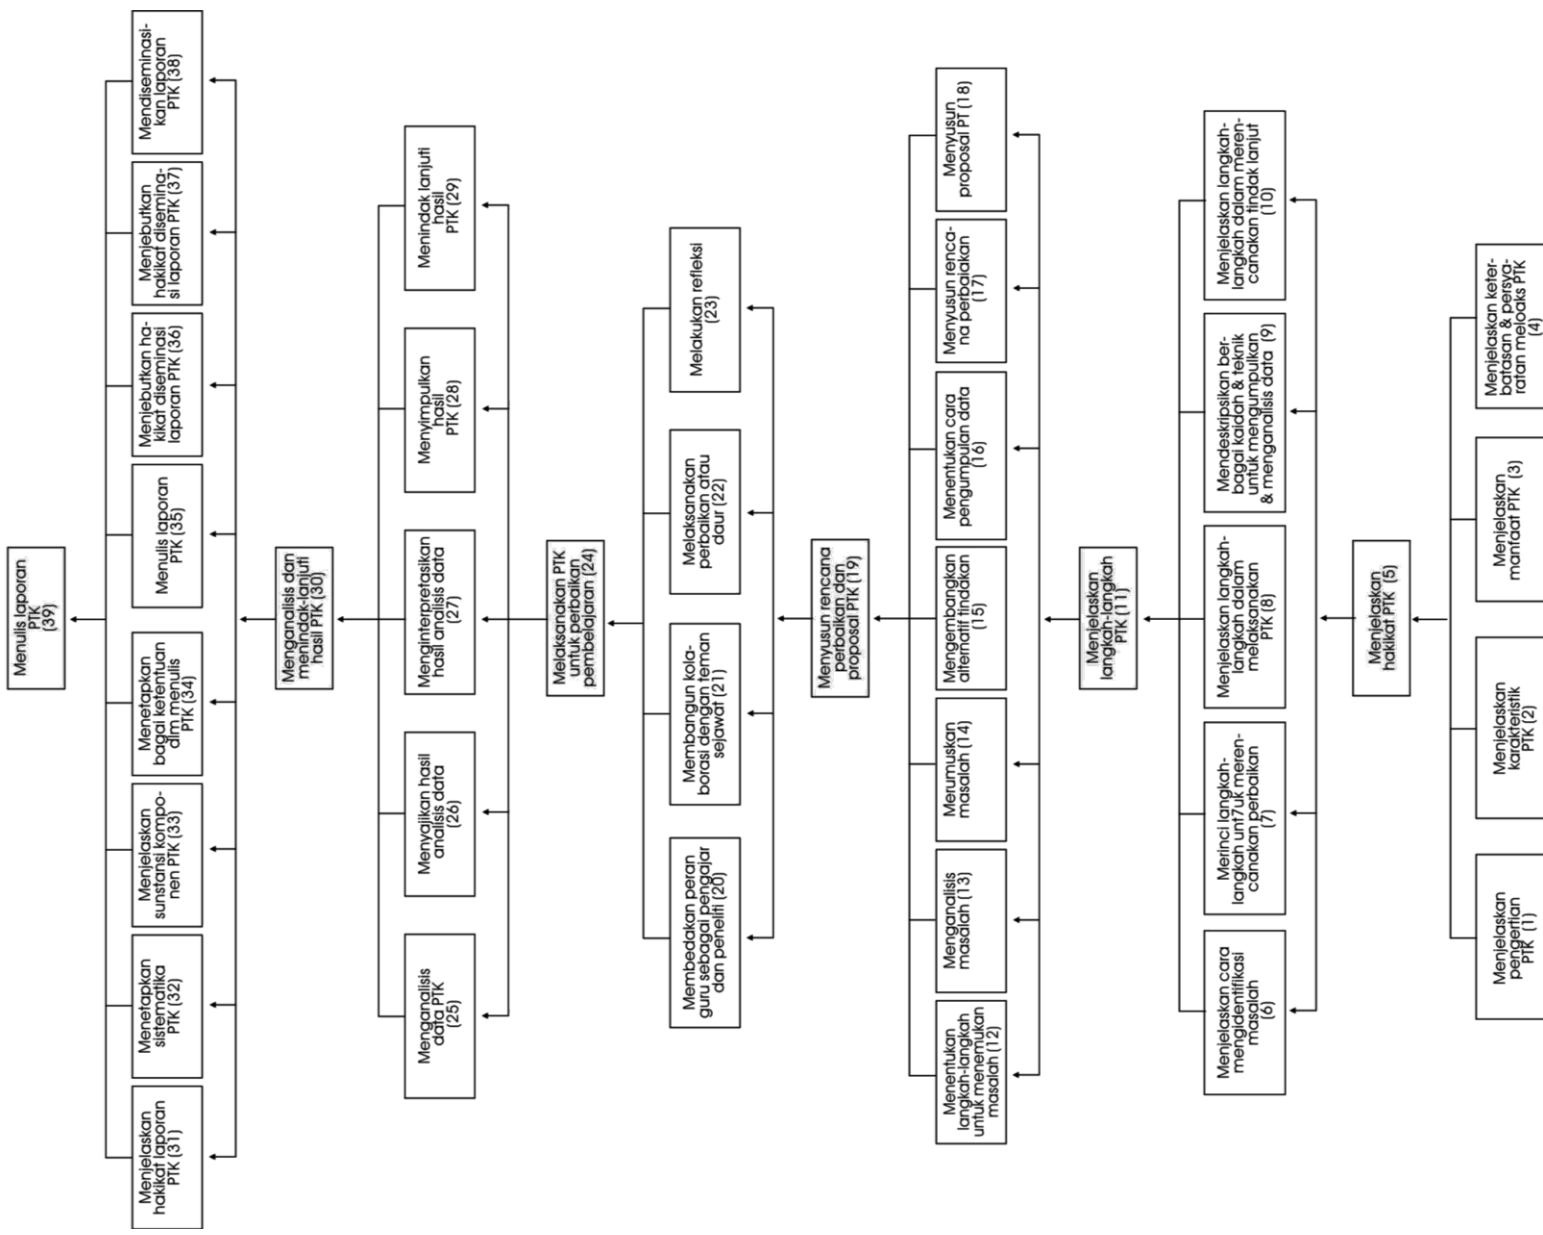 Menulis laporan
PTK
(39)
Menjelaskan
hakikat laporan
PTK (31)
Menetapkan
sistematika
PTK (32)
Menjelaskan
sunstansi kompo-
nen PTK (33)
Menetapkan
bagai ketentuan
dlm menulis
PTK (34)
Menulis laporan
PTK (35)
Menjebutkan ha-
kikat diseminasi
laporan PTK (36)
Menjebutkan
hakikat disemina-
si laporan PTK (37)
Mendiseminasi-
kan laporan
PTK (38)
Menganalisis dan
menindak-lanjuti
hasil PTK (30)
Menganalisis
data PTK
(25)
Menyajikan hasil
analisis data
(26)
Menginterpretasikan
hasil analisis data
(27)
Menyimpulkan
hasil
PTK (28)
Menindak lanjuti
hasil
PTK (29)
Melaksanakan PTK
untuk perbaikan
pembelajaran (24)
Membedakan peran
guru sebagai pengajar
dan peneliti (20)
Membangun kola-
borasi dengan teman
sejawat (21)
Melaksanakan
perbaikan atau
daur (22)
Melakukan refleksi
(23)
Menyusun rencana
perbaikan dan
proposal PTK (19)
Menentukan
langkah-langkah
untuk menemukan
masalah (12)
Menganalisis
masalah (13)
Merumuskan
masalah (14)
Mengembangkan
alternatif tindakan
(15)
Menentukan cara
pengumpulan data
(16)
Menyusun renca-
na perbaiakan
(17)
Menyusun
proposal PT (18)
Menjelaskan
langkah-langkah
PTK (11)
Menjelaskan cara
mengidentifikasi
masalah
(6)
Merinci langkah-
langkah unt7uk meren-
canakan perbaikan
(7)
Menjelaskan langkah-
langkah dalam
melaksanakan
PTK (8)
Mendeskripsikan ber-
bagai kaidah & teknik
untuk mengumpulkan
& menganalisis data (9)
Menjelaskan langkah-
langkah dalam meren-
canakan tindak lanjut
(10)
Menjelaskan
hakikat PTK (5)
Menjelaskan
pengertian
PTK (1)
Menjelaskan
karakteristik
PTK (2)
Menjelaskan
manfaat PTK (3)
Menjelaskan keter-
batasan & persya-
ratan meloaks PTK
(4)